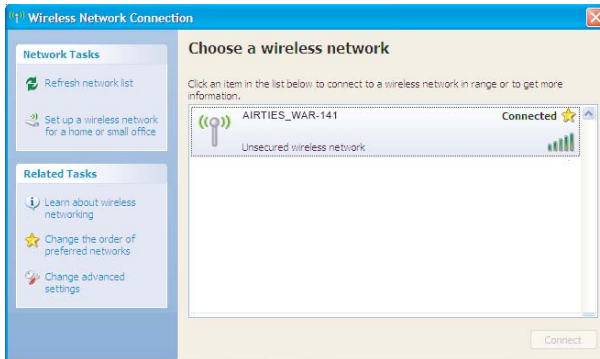 Wireless Network Connection
Network Tasks
Refresh network list
Set up a wireless network
for a home or small office
Related Tasks
Learn about wireless
networking
Change the order of
preferred networks
Change advanced
settings
Choose a wireless network
Click an item in the list below to connect to a wireless network in range or to get more
information.
AIRTIES_WAR-141
Connected
Unsecured wireless network
Connect